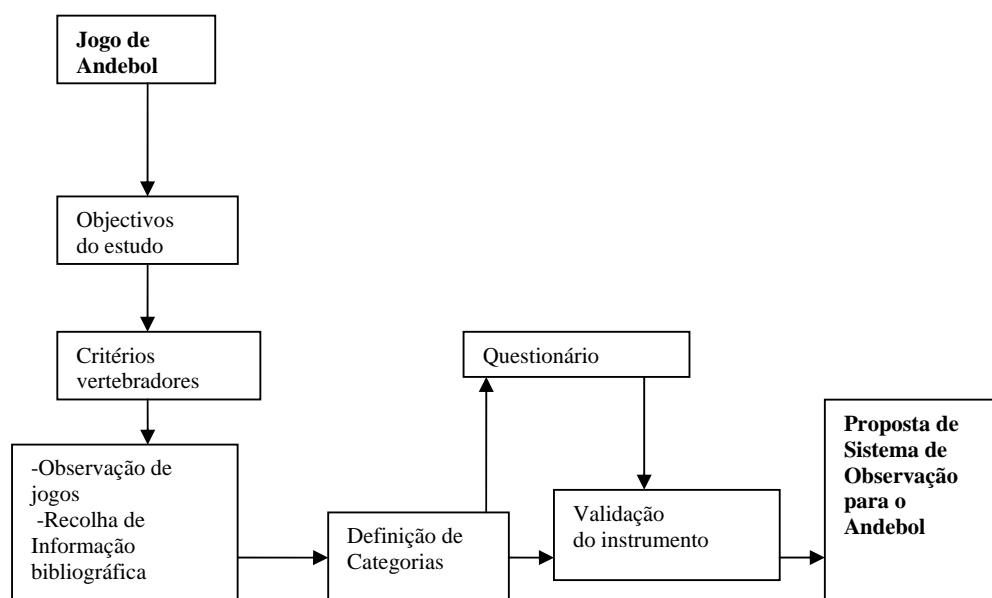 Jogo de
Andebol
Objectivos
do estudo
Critérios
vertebradores
-Observação de
jogos
-Recolha de
Informação
bibliográfica
Definição de
Categorias
Questionário
Validação
do instrumento
Proposta de
Sistema de
Observação
para o
Andebol